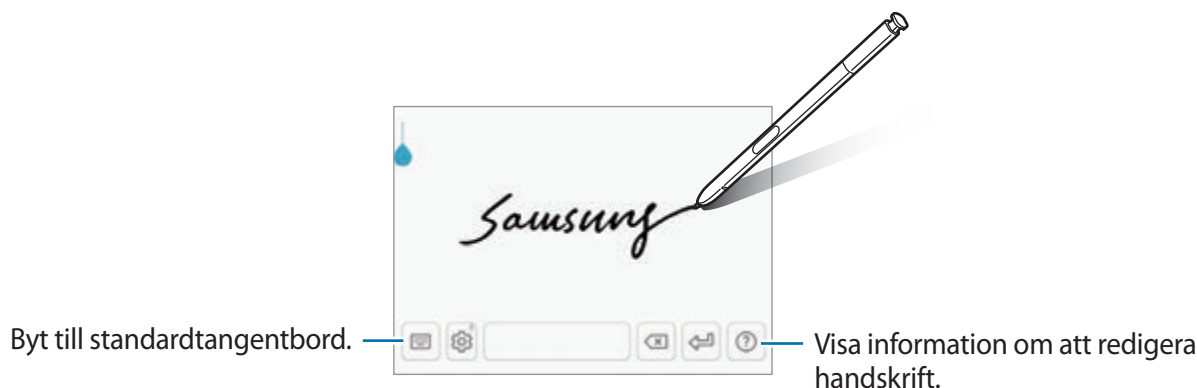 Samsung
Byt till standardtangentbord.
Visa information om att redigera
handskrift.